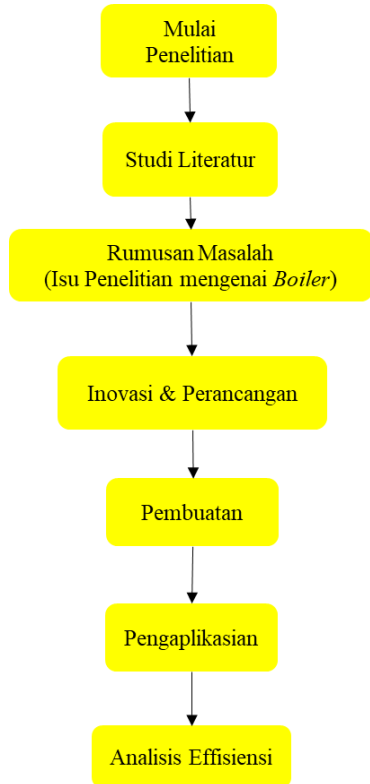 Mulai
Penelitian
Studi Literatur
Rumusan Masalah
(Isu Penelitian mengenai Boiler)
Inovasi & Perancangan
Pembuatan
Pengaplikasian
Analisis Effisiensi